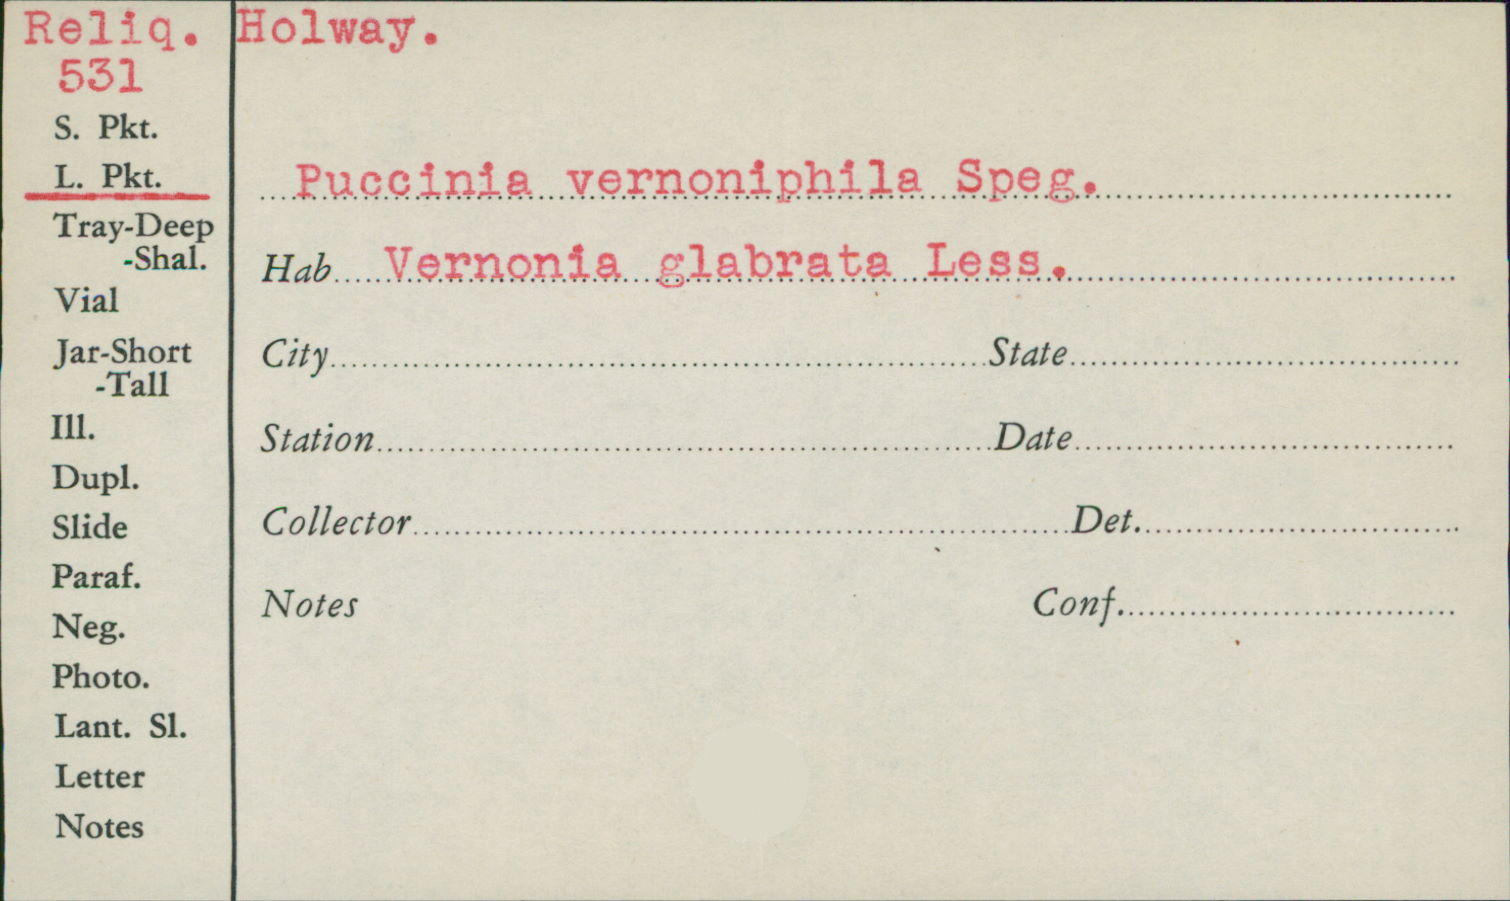 Reliq. Holway.
531
S. Pkt.
L. Pkt.
Tray-Deep
-Shal.
Vial
Jar-Short
-Tall
Ill.
Dupl.
Slide
Paraf.
Neg.
Photo.
Lant. Sl.
Letter
Notes
Puccinia vernoniphila Speg.
Hab Vernonia glabrata Less.
City State
Station Date
Collector Det.
Notes Conf.